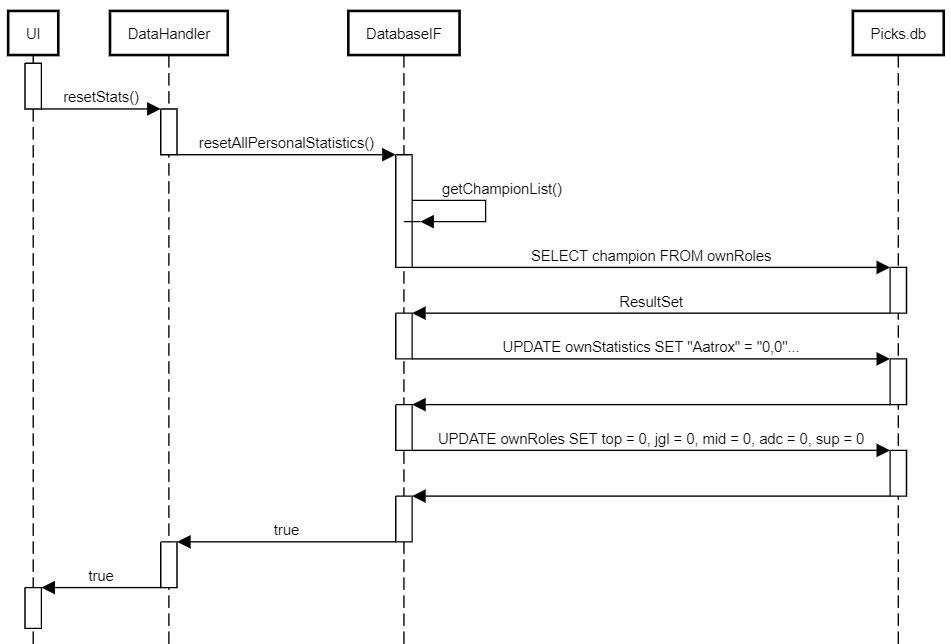 UI
DataHandler
DatabaseIF
Picks.db
resetStats()
resetAllPersonalStatistics()
getChampionList()
SELECT champion FROM ownRoles
ResultSet
UPDATE ownStatistics SET "Aatrox" = "0,0"...
UPDATE ownRoles SET top = 0, jgl = 0, mid = 0, adc = 0, sup = 0
true
true